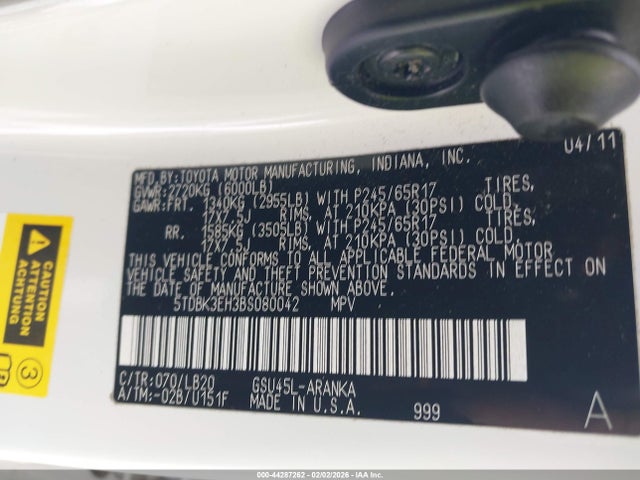 04/11
MFD.BY:TOYOTA MOTOR MANUFACTURING, INDIANA, INC.
GVWR:2720KG (6000LB)
GAWR:FRT. 1340KG (2955LB) WITH P245/65R17 TIRES,
17X7.5J RIMS, AT 210KPA (30PSI) COLD,
RR. 1585KG (3505LB) WITH P245/65R17 TIRES,
17X7.5J RIMS, AT 210KPA (30PSI) COLD,
THIS VEHICLE CONFORMS TO ALL APPLICABLE FEDERAL MOTOR
VEHICLE SAFETY AND THEFT PREVENTION STANDARDS IN EFFECT ON
THE DATE OF MANUFACTURE SHOWN ABOVE.
5TDBK3EH3BS080042 MPV
C/TR:070/LB20 GSU45L-ARANKA
A/TM:-02B/U151F MADE IN U.S.A. 999
A
CAUTION
ATTENTION
ACHTUNG
3
000-44287262 - 02/02/2026 - IAAI.COM